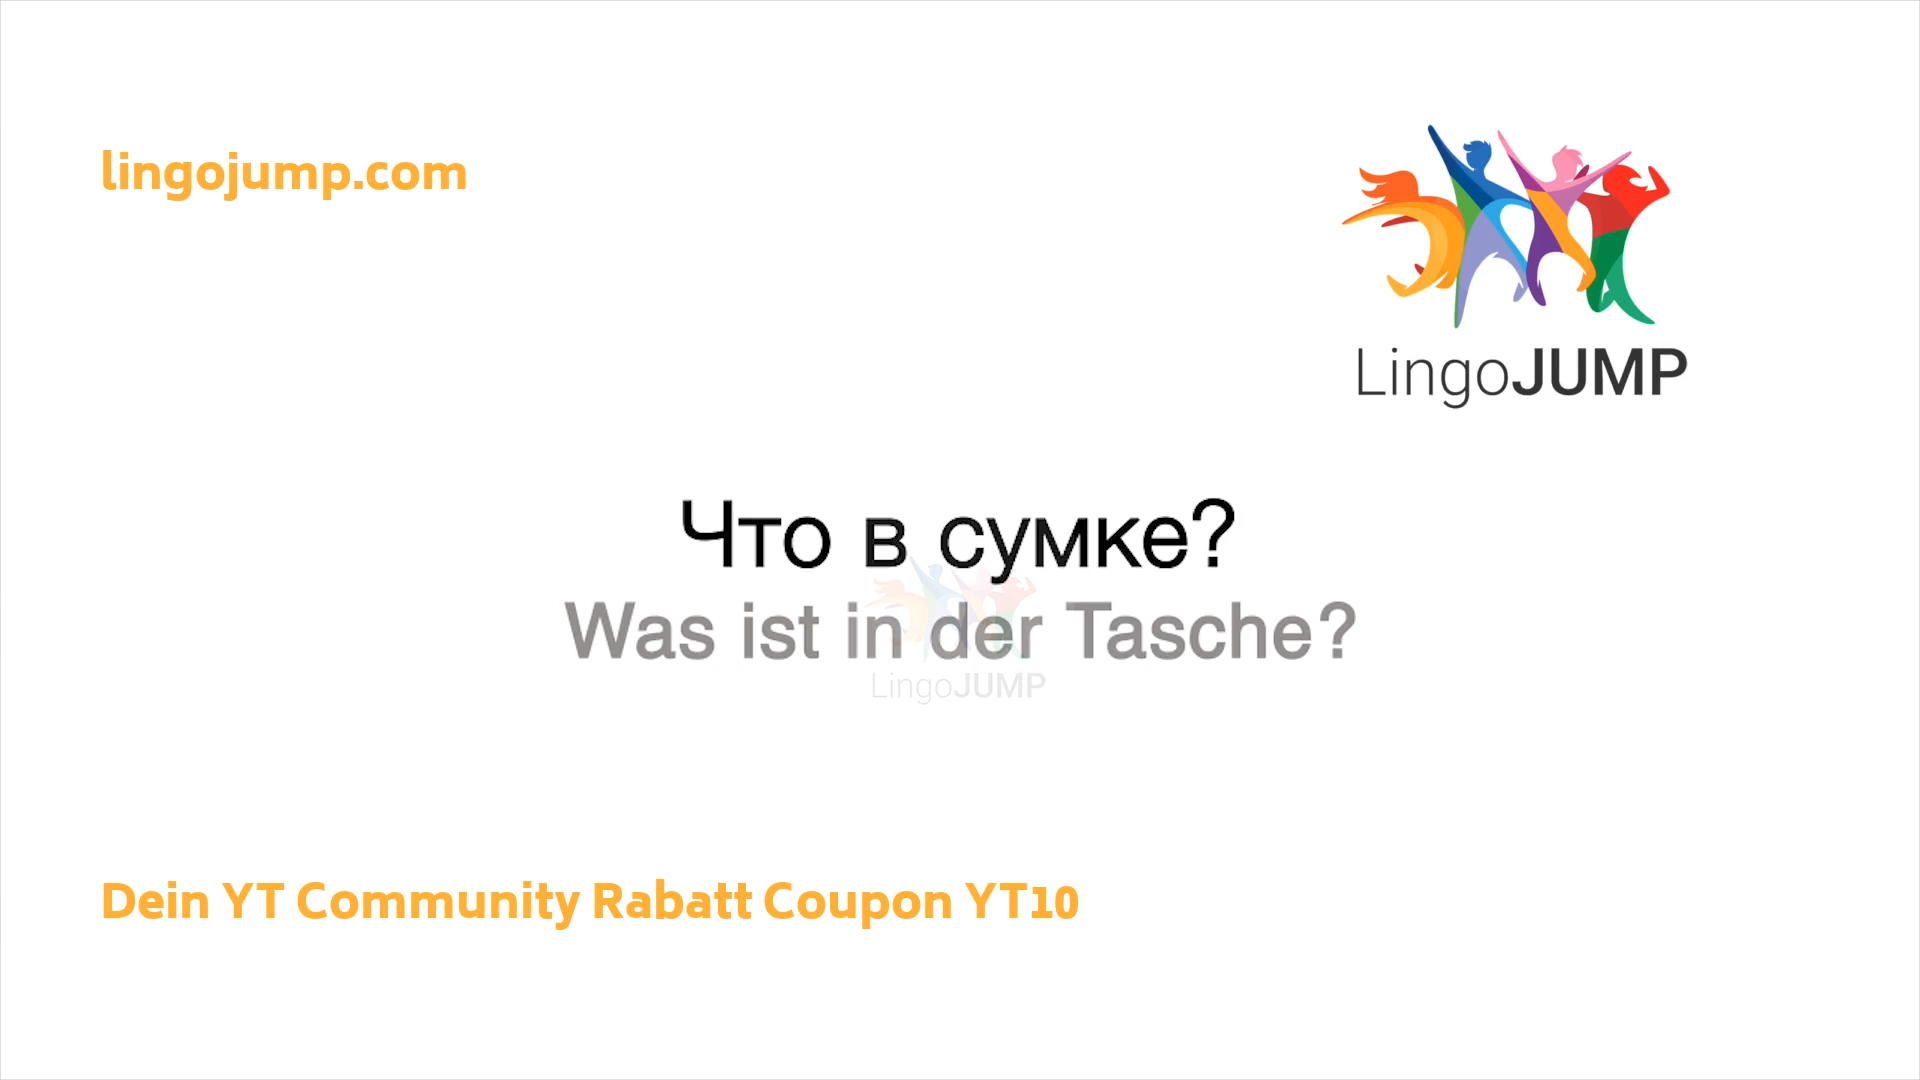 lingojump.com
LingoJUMP
Что в сумке?
Was ist in der Tasche?
LingoJUMP
Dein YT Community Rabatt Coupon YT10